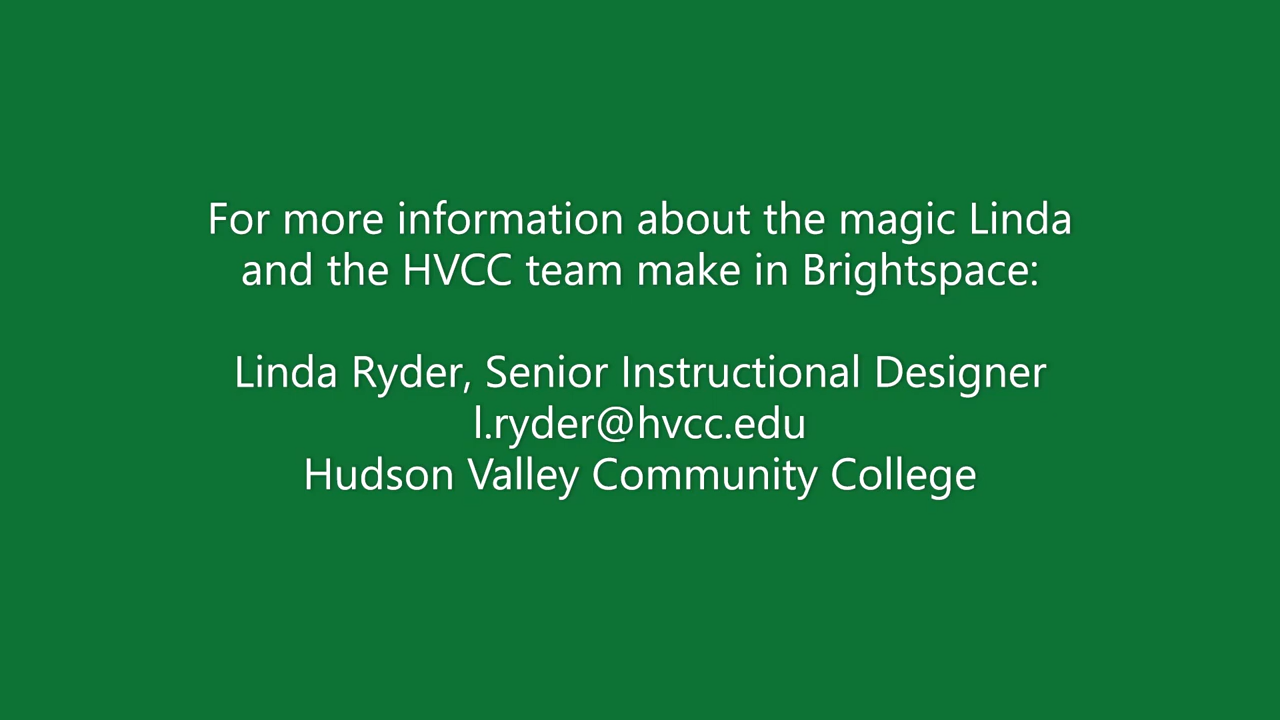 For more information about the magic Linda
and the HVCC team make in Brightspace:
Linda Ryder, Senior Instructional Designer
l.ryder@hvcc.edu
Hudson Valley Community College